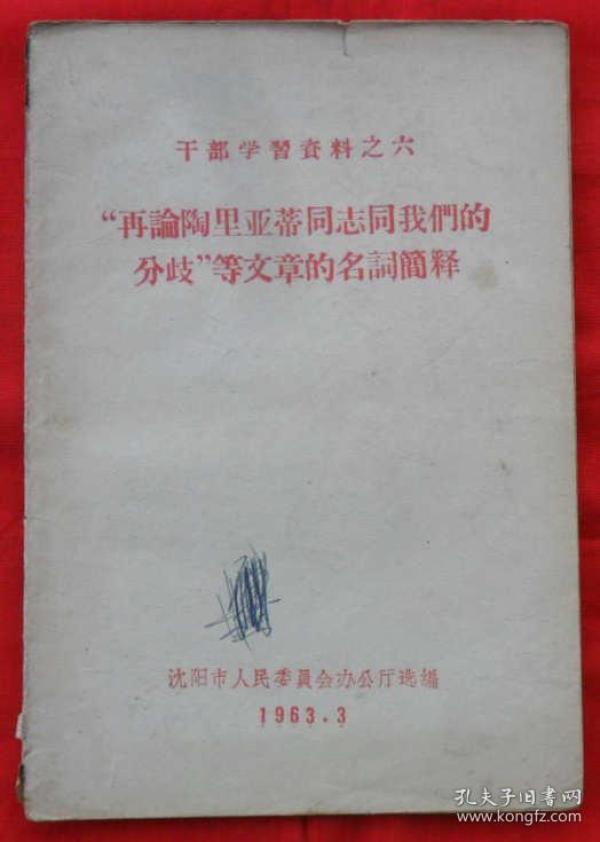 干部学習資料之六
“再論陶里亚蒂同志同我們的
分歧”等文章的名詞簡释
沈阳市人民委員会办公厅选編
1963.3
孔夫子旧书网
www.kongfz.com